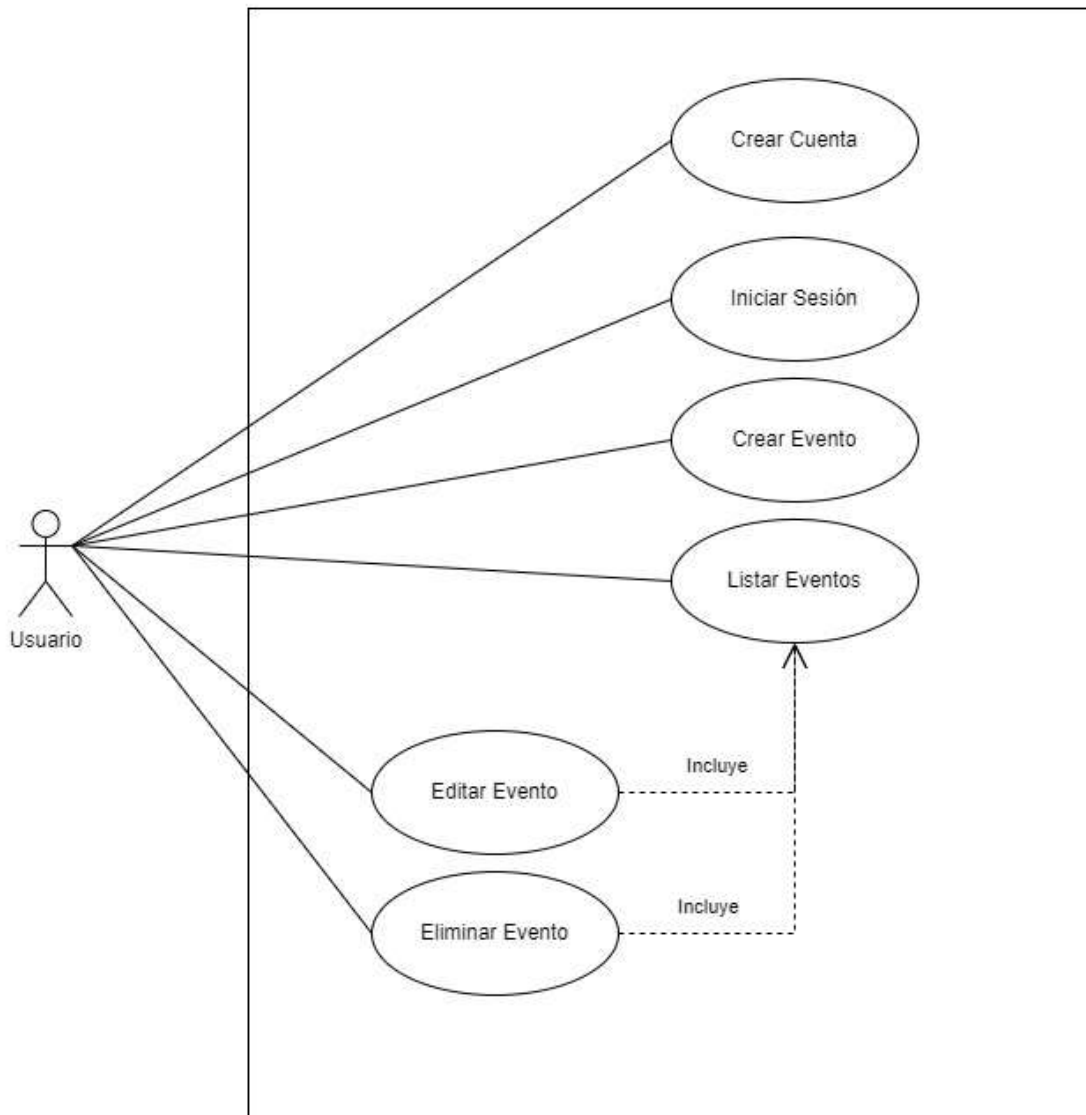 Crear Cuenta
Iniciar Sesión
Crear Evento
Listar Eventos
Usuario
Editar Evento
Incluye
Eliminar Evento
Incluye